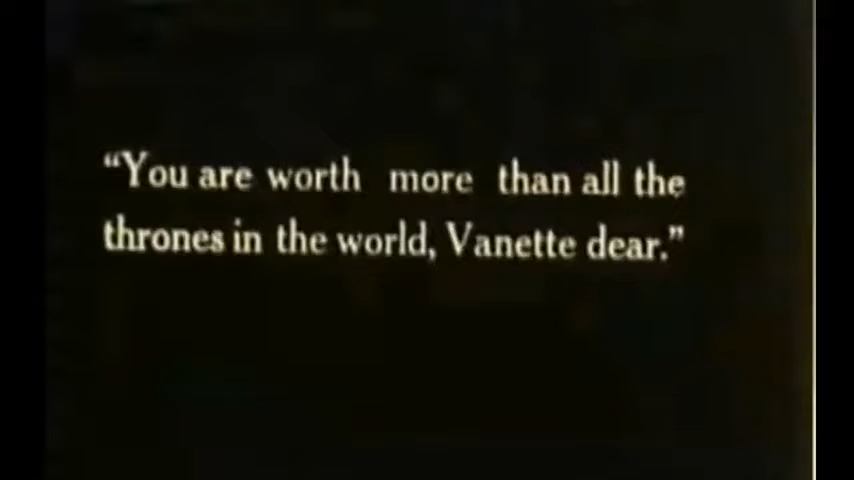 “You are worth more than all the
thrones in the world, Vanette dear.”